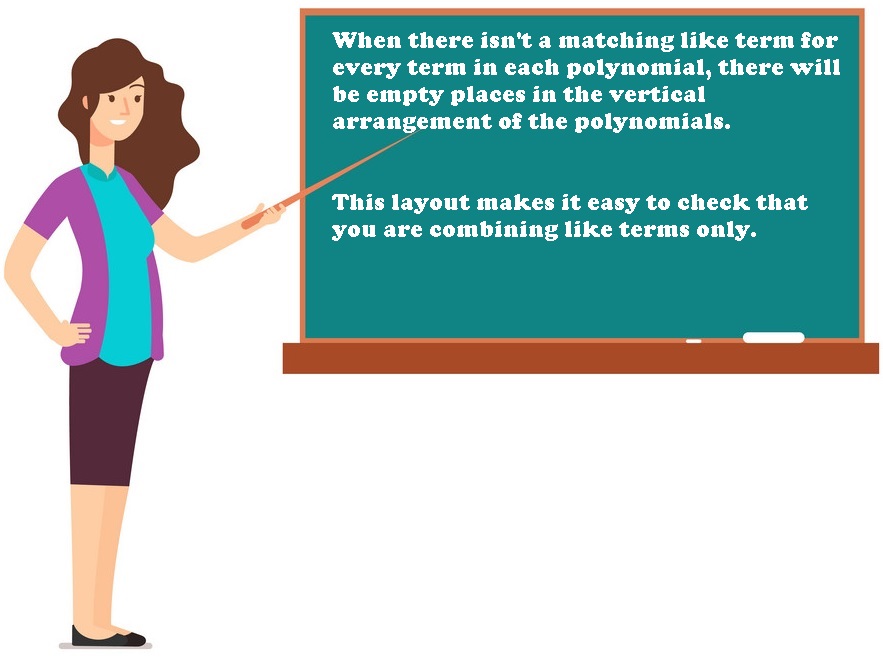 When there isn't a matching like term for
every term in each polynomial, there will
be empty places in the vertical
arrangement of the polynomials.
This layout makes it easy to check that
you are combining like terms only.